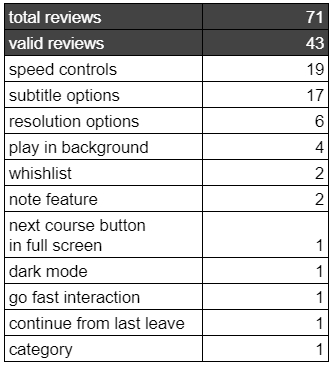 total reviews 71
valid reviews 43
speed controls 19
subtitle options 17
resolution options 6
play in background 4
whishlist 2
note feature 2
next course button
in full screen 1
dark mode 1
go fast interaction 1
continue from last leave 1
category 1